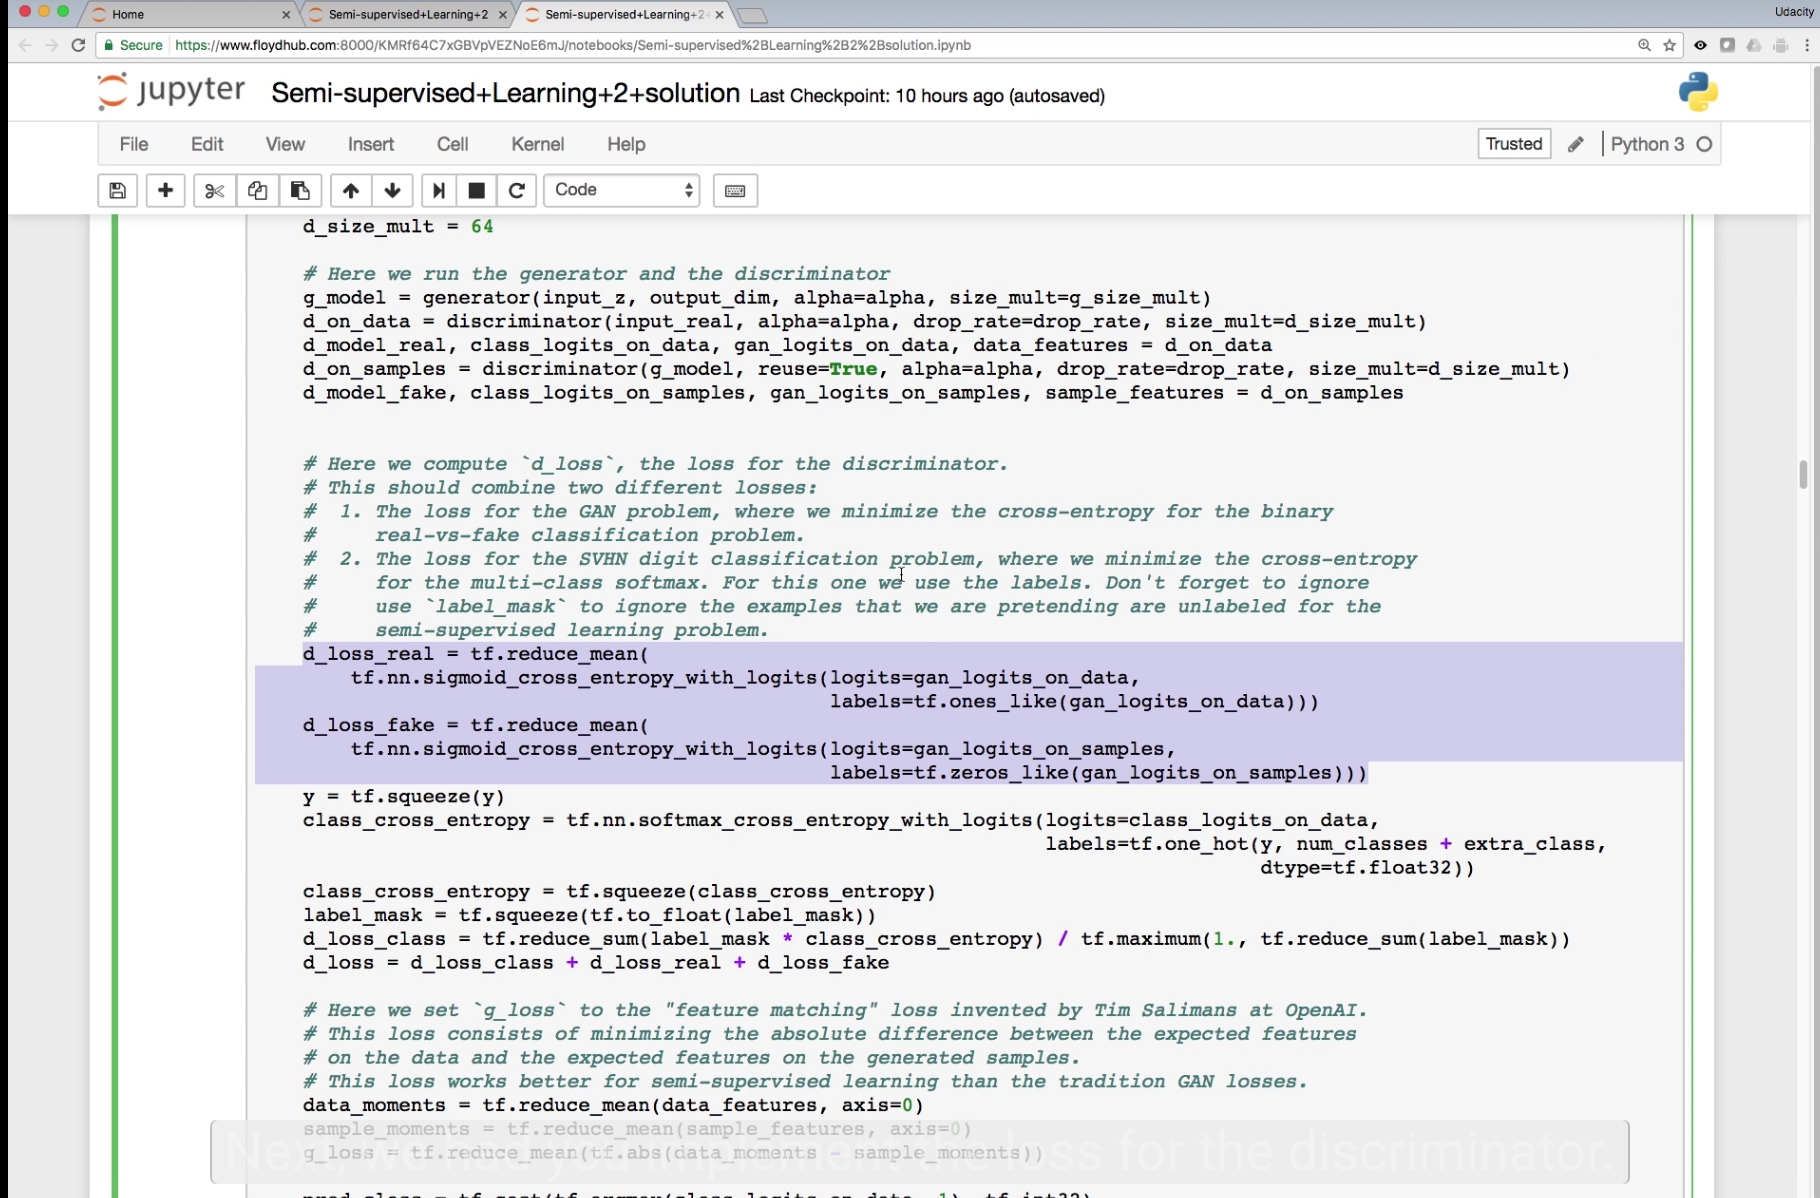 Home
Semi-supervised+Learning+2
Semi-supervised+Learning+2-
Udacity
Secure https://www.floydhub.com:8000/KMRf64C7xGBVpVEZNoE6mJ/notebooks/Semi-supervised%2BLearning%2B2%2Bsolution.ipynb
jupyter Semi-supervised+Learning+2+solution Last Checkpoint: 10 hours ago (autosaved)
File Edit View Insert Cell Kernel Help Trusted Python 3
Code
d_size_mult = 64
# Here we run the generator and the discriminator
g_model = generator(input_z, output_dim, alpha=alpha, size_mult=g_size_mult)
d_on_data = discriminator(input_real, alpha=alpha, drop_rate=drop_rate, size_mult=d_size_mult)
d_model_real, class_logits_on_data, gan_logits_on_data, data_features = d_on_data
d_on_samples = discriminator(g_model, reuse=True, alpha=alpha, drop_rate=drop_rate, size_mult=d_size_mult)
d_model_fake, class_logits_on_samples, gan_logits_on_samples, sample_features = d_on_samples
# Here we compute `d_loss`, the loss for the discriminator.
# This should combine two different losses:
# 1. The loss for the GAN problem, where we minimize the cross-entropy for the binary
# real-vs-fake classification problem.
# 2. The loss for the SVHN digit classification problem, where we minimize the cross-entropy
# for the multi-class softmax. For this one we use the labels. Don't forget to ignore
# use `label_mask` to ignore the examples that we are pretending are unlabeled for the
# semi-supervised learning problem.
d_loss_real = tf.reduce_mean(
tf.nn.sigmoid_cross_entropy_with_logits(logits=gan_logits_on_data,
labels=tf.ones_like(gan_logits_on_data)))
d_loss_fake = tf.reduce_mean(
tf.nn.sigmoid_cross_entropy_with_logits(logits=gan_logits_on_samples,
labels=tf.zeros_like(gan_logits_on_samples)))
y = tf.squeeze(y)
class_cross_entropy = tf.nn.softmax_cross_entropy_with_logits(logits=class_logits_on_data,
labels=tf.one_hot(y, num_classes + extra_class,
dtype=tf.float32))
class_cross_entropy = tf.squeeze(class_cross_entropy)
label_mask = tf.squeeze(tf.to_float(label_mask))
d_loss_class = tf.reduce_sum(label_mask * class_cross_entropy) / tf.maximum(1., tf.reduce_sum(label_mask))
d_loss = d_loss_class + d_loss_real + d_loss_fake
# Here we set `g_loss` to the "feature matching" loss invented by Tim Salimans at OpenAI.
# This loss consists of minimizing the absolute difference between the expected features
# on the data and the expected features on the generated samples.
# This loss works better for semi-supervised learning than the tradition GAN losses.
data_moments = tf.reduce_mean(data_features, axis=0)
sample_moments = tf.reduce_mean(sample_features, axis=0)
g_loss = tf.reduce_mean(tf.abs(data_moments - sample_moments))
Next, we had you implement the loss for the discriminator.
pred_class = tf.cast(tf.argmax(class_logits_on_data, 1), tf.int32)